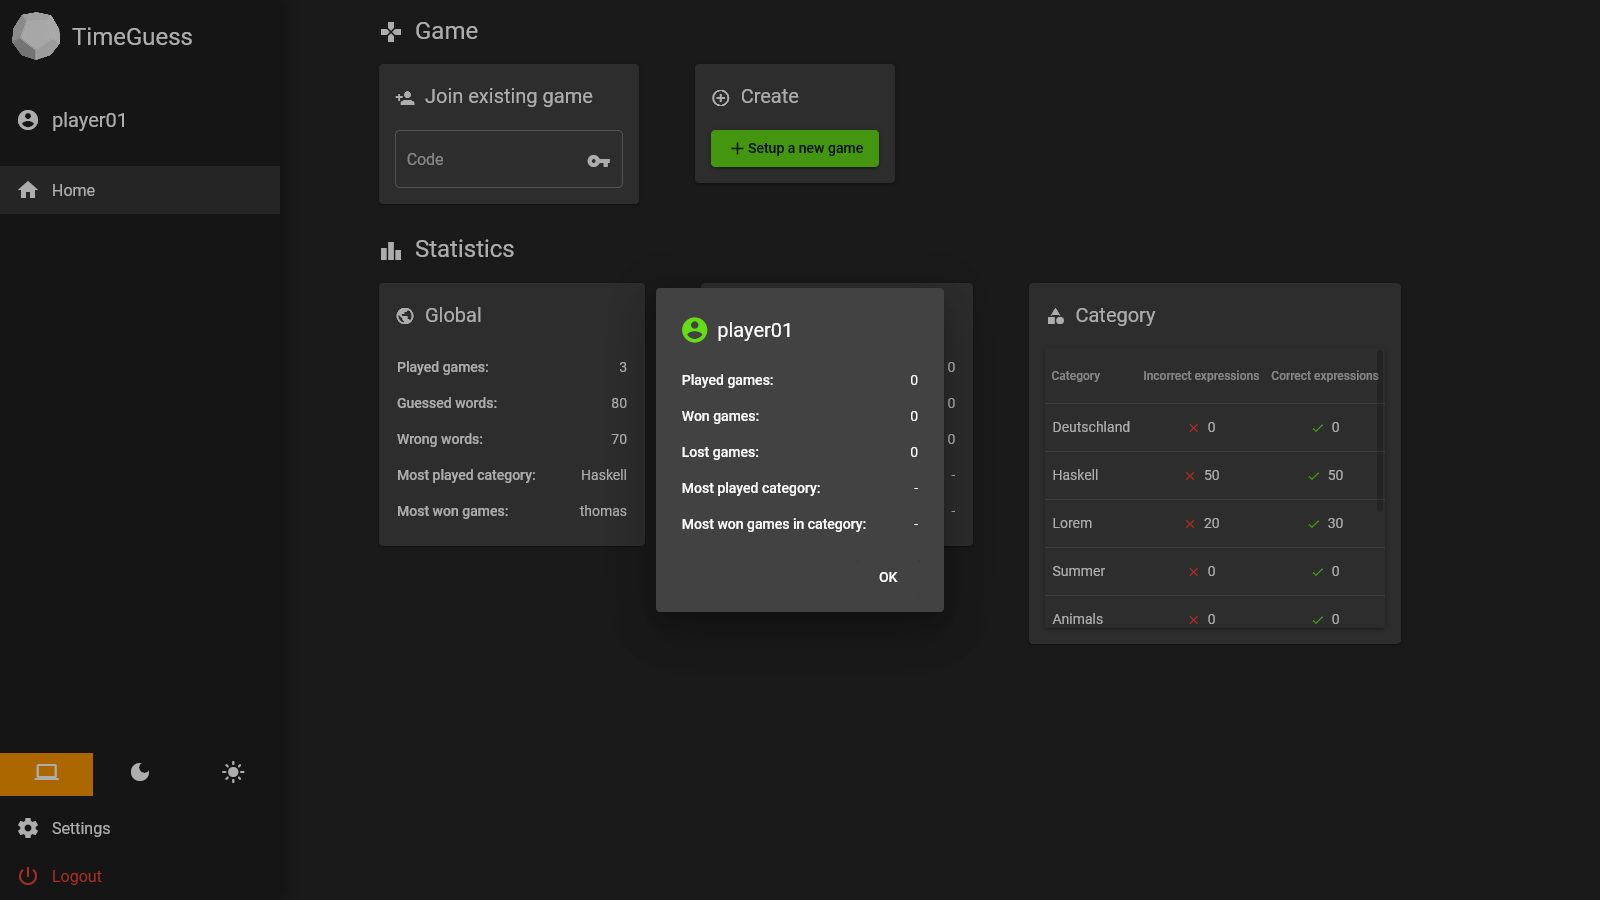 TimeGuess
player01
Home
Game
Join existing game
Code
Create
Setup a new game
Statistics
Global
Played games: 3
Guessed words: 80
Wrong words: 70
Most played category: Haskell
Most won games: thomas
0
0
0
-
-
player01
Played games: 0
Won games: 0
Lost games: 0
Most played category: -
Most won games in category: -
OK
Category
Category Incorrect expressions Correct expressions
Deutschland 0 0
Haskell 50 50
Lorem 20 30
Summer 0 0
Animals 0 0
Settings
Logout